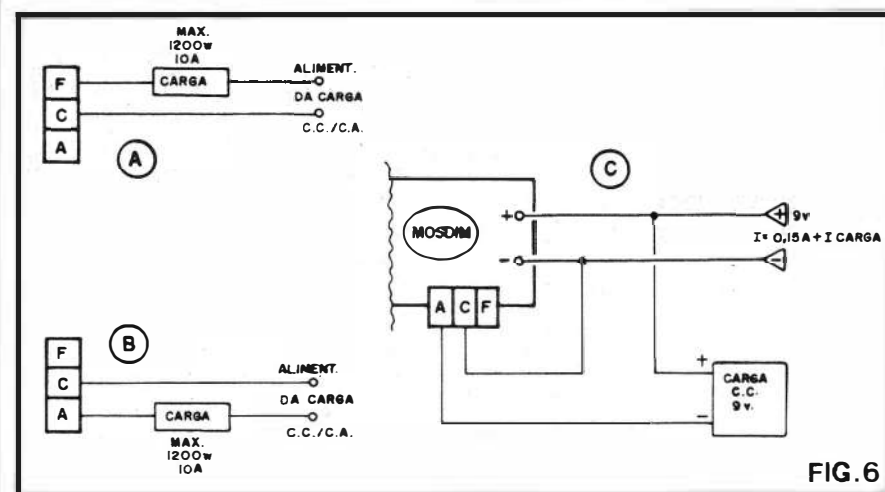 MAX.
1200w
10A
F
CARGA
ALIMENT.
C
DA CARGA
A
C.C./C.A.
A
B
F
C
ALIMENT.
DA CARGA
A
CARGA
C.C./C.A.
MAX.
1200w
10A
C
MOSDIM
+
-
+ 9v
I= 0,15A + I CARGA
-
A C F
+
-
CARGA
C.C.
9v.
FIG.6